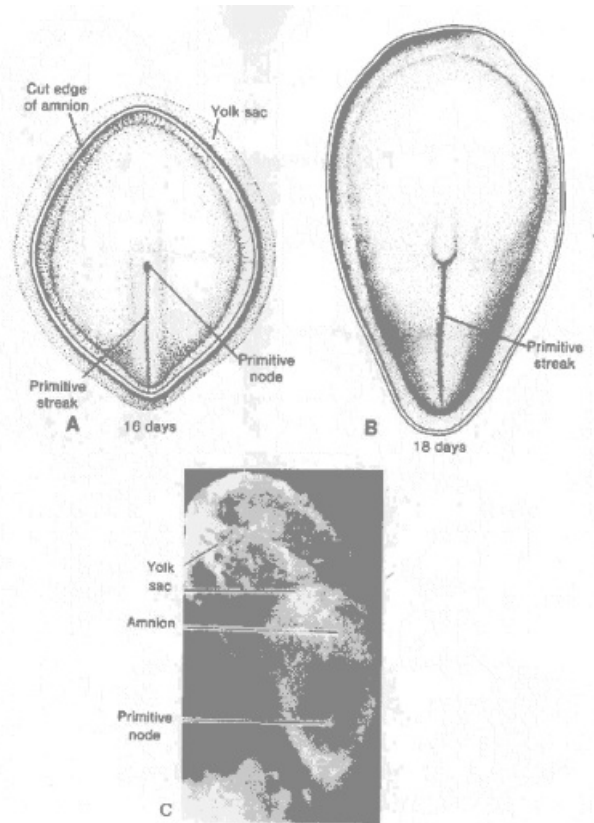 Cut edge
of amnion
Yolk sac
Primitive
streak
Primitive
node
A
16 days
Primitive
streak
B
18 days
Yolk
sac
Amnion
Primitive
node
C